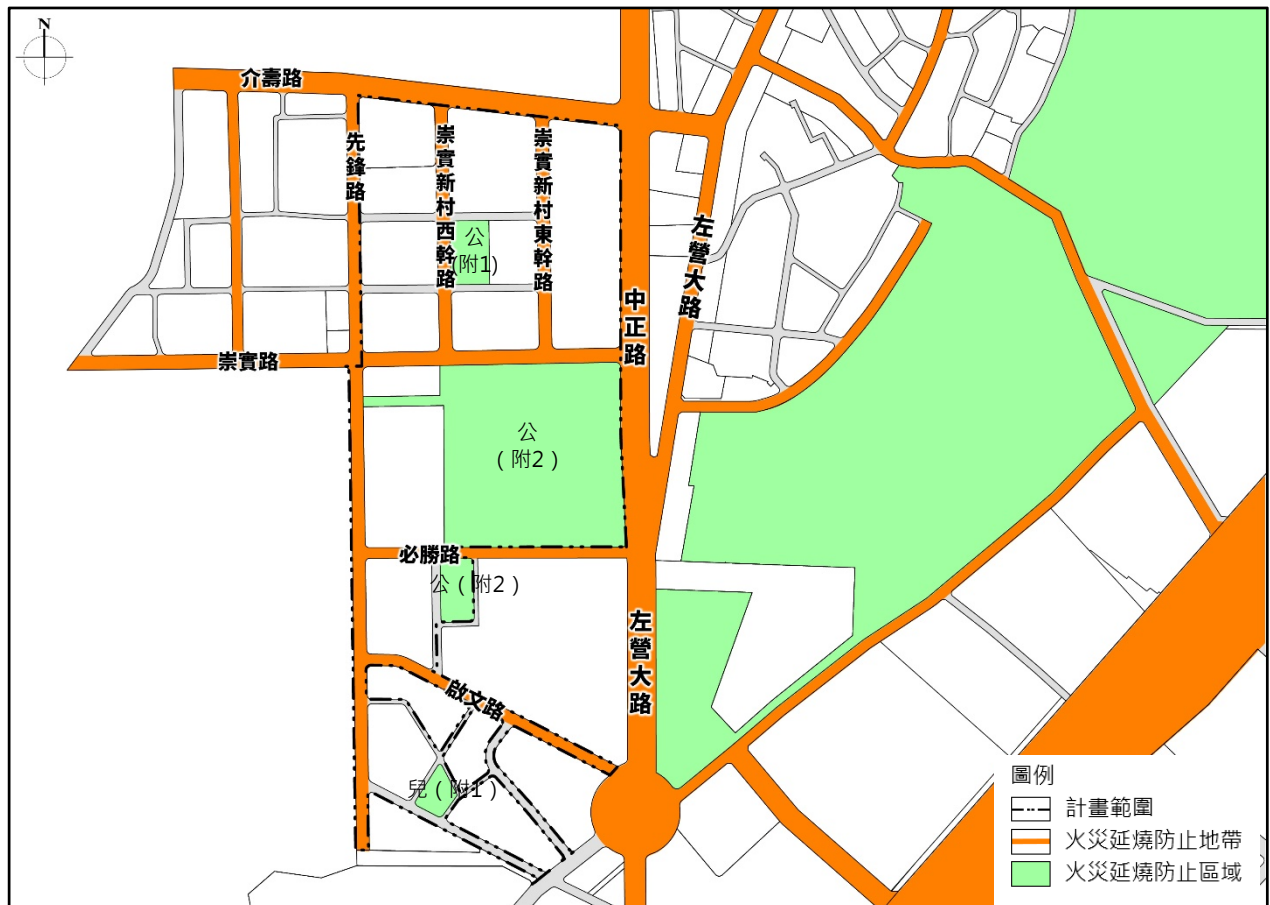 N
介壽路
先鋒路
崇實新村西幹路
崇實新村東幹路
左營大路
公
(附1)
中正路
崇實路
公
（附2）
必勝路
公（附2）
左營大路
啟文路
兒（附1）
圖例
計畫範圍
火災延燒防止地帶
火災延燒防止區域